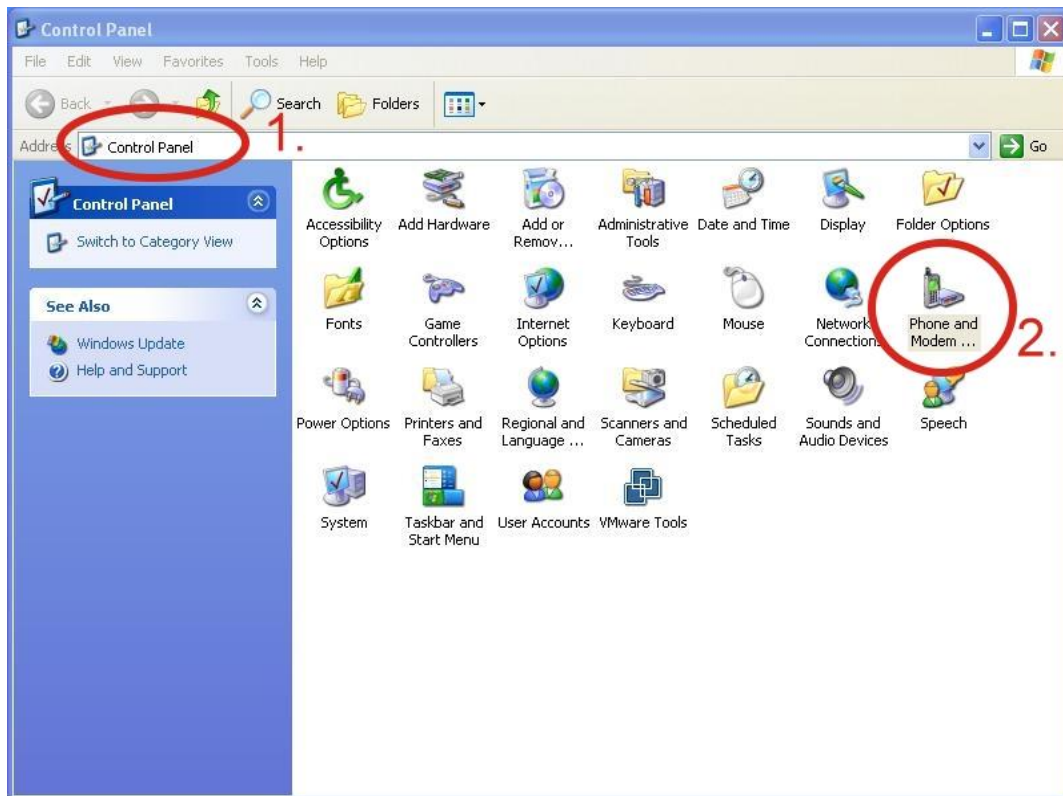 Control Panel
File Edit View Favorites Tools Help
Back Search Folders
Address Control Panel Go
1.
Control Panel
Switch to Category View
See Also
Windows Update
Help and Support
Accessibility Options
Add Hardware
Add or Remov...
Administrative Tools
Date and Time
Display
Folder Options
Fonts
Game Controllers
Internet Options
Keyboard
Mouse
Network Connections
Phone and Modem ...
2.
Power Options
Printers and Faxes
Regional and Language ...
Scanners and Cameras
Scheduled Tasks
Sounds and Audio Devices
Speech
System
Taskbar and Start Menu
User Accounts
VMware Tools